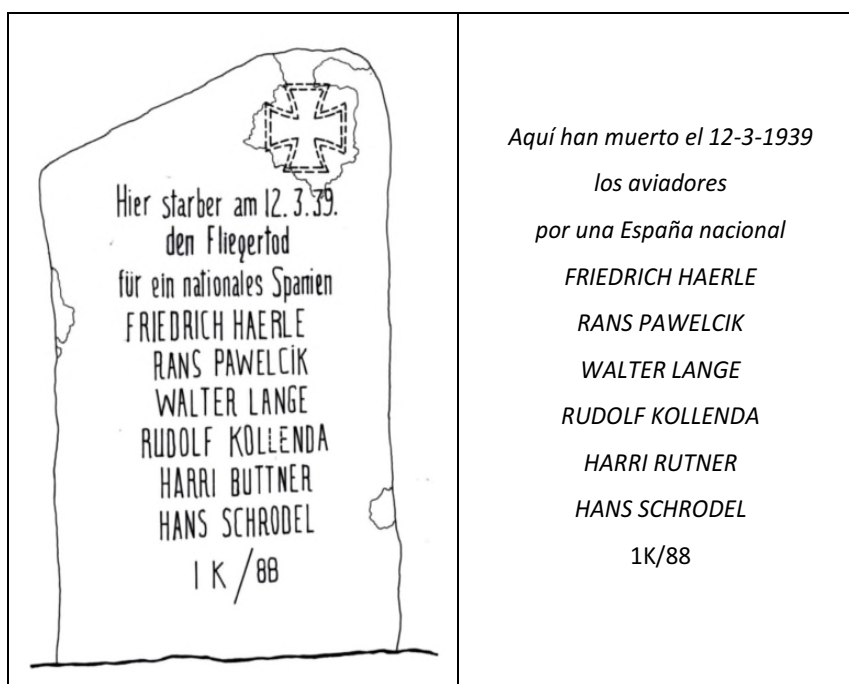 Hier starber am 12.3.39.
den Fliegertod
für ein nationales Spanien
FRIEDRICH HAERLE
RANS PAWELCİK
WALTER LANGE
RUDOLF KOLLENDA
HARRI BUTTNER
HANS SCHRODEL
1 K/88
Aquí han muerto el 12-3-1939
los aviadores
por una España nacional
FRIEDRICH HAERLE
RANS PAWELCIK
WALTER LANGE
RUDOLF KOLLENDA
HARRI RUTNER
HANS SCHRODEL
1K/88